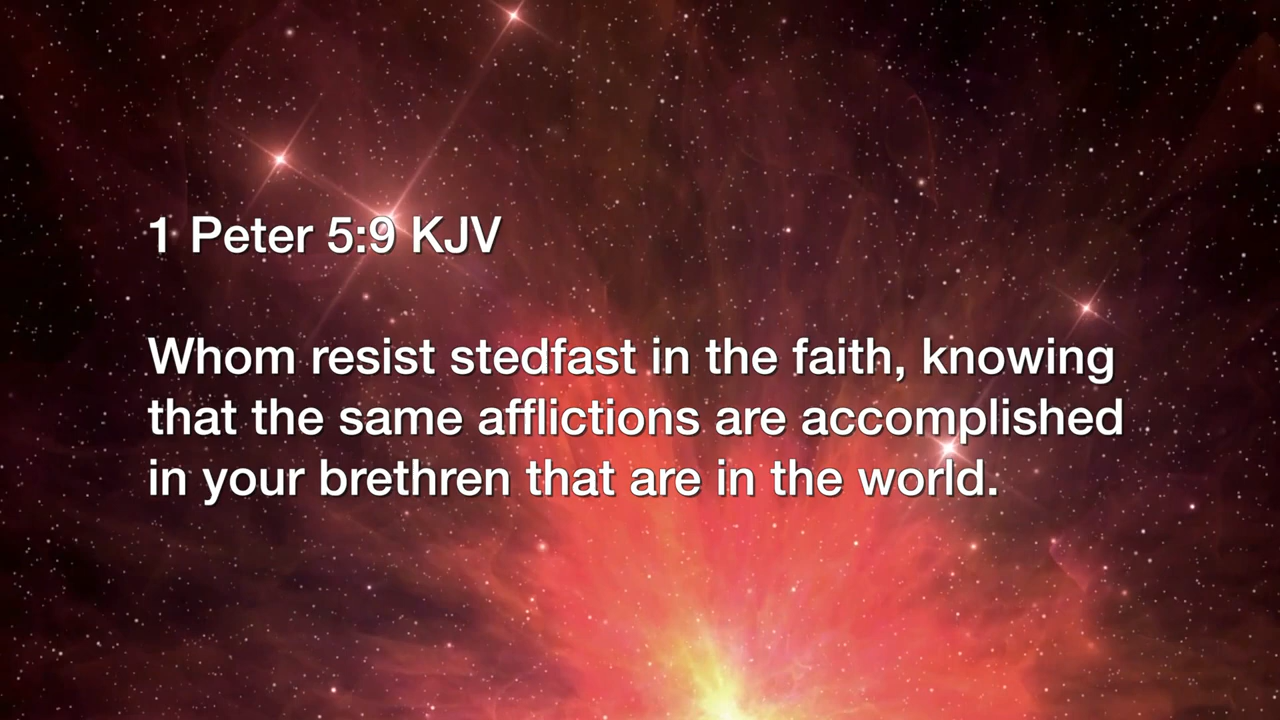 1 Peter 5:9 KJV
Whom resist stedfast in the faith, knowing
that the same afflictions are accomplished
in your brethren that are in the world.